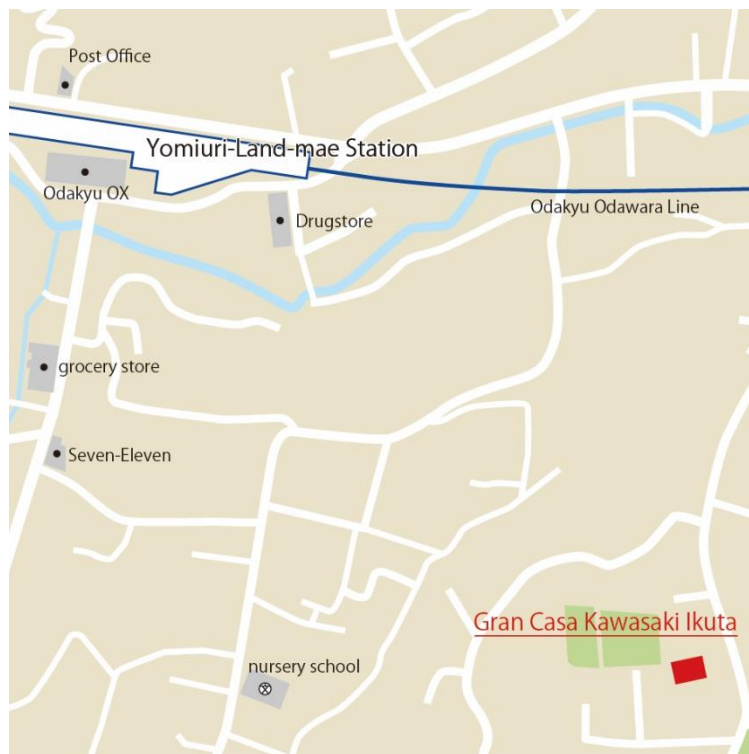 Post Office
Yomiuri-Land-mae Station
Odakyu OX
Drugstore
Odakyu Odawara Line
grocery store
Seven-Eleven
Gran Casa Kawasaki Ikuta
nursery school